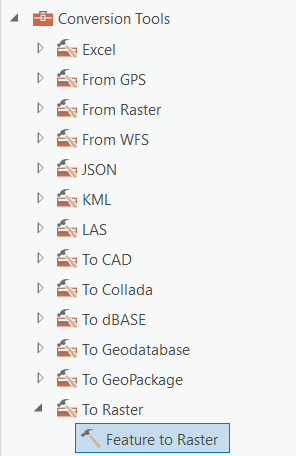 Conversion Tools
Excel
From GPS
From Raster
From WFS
JSON
KML
LAS
To CAD
To Collada
To dBASE
To Geodatabase
To GeoPackage
To Raster
Feature to Raster